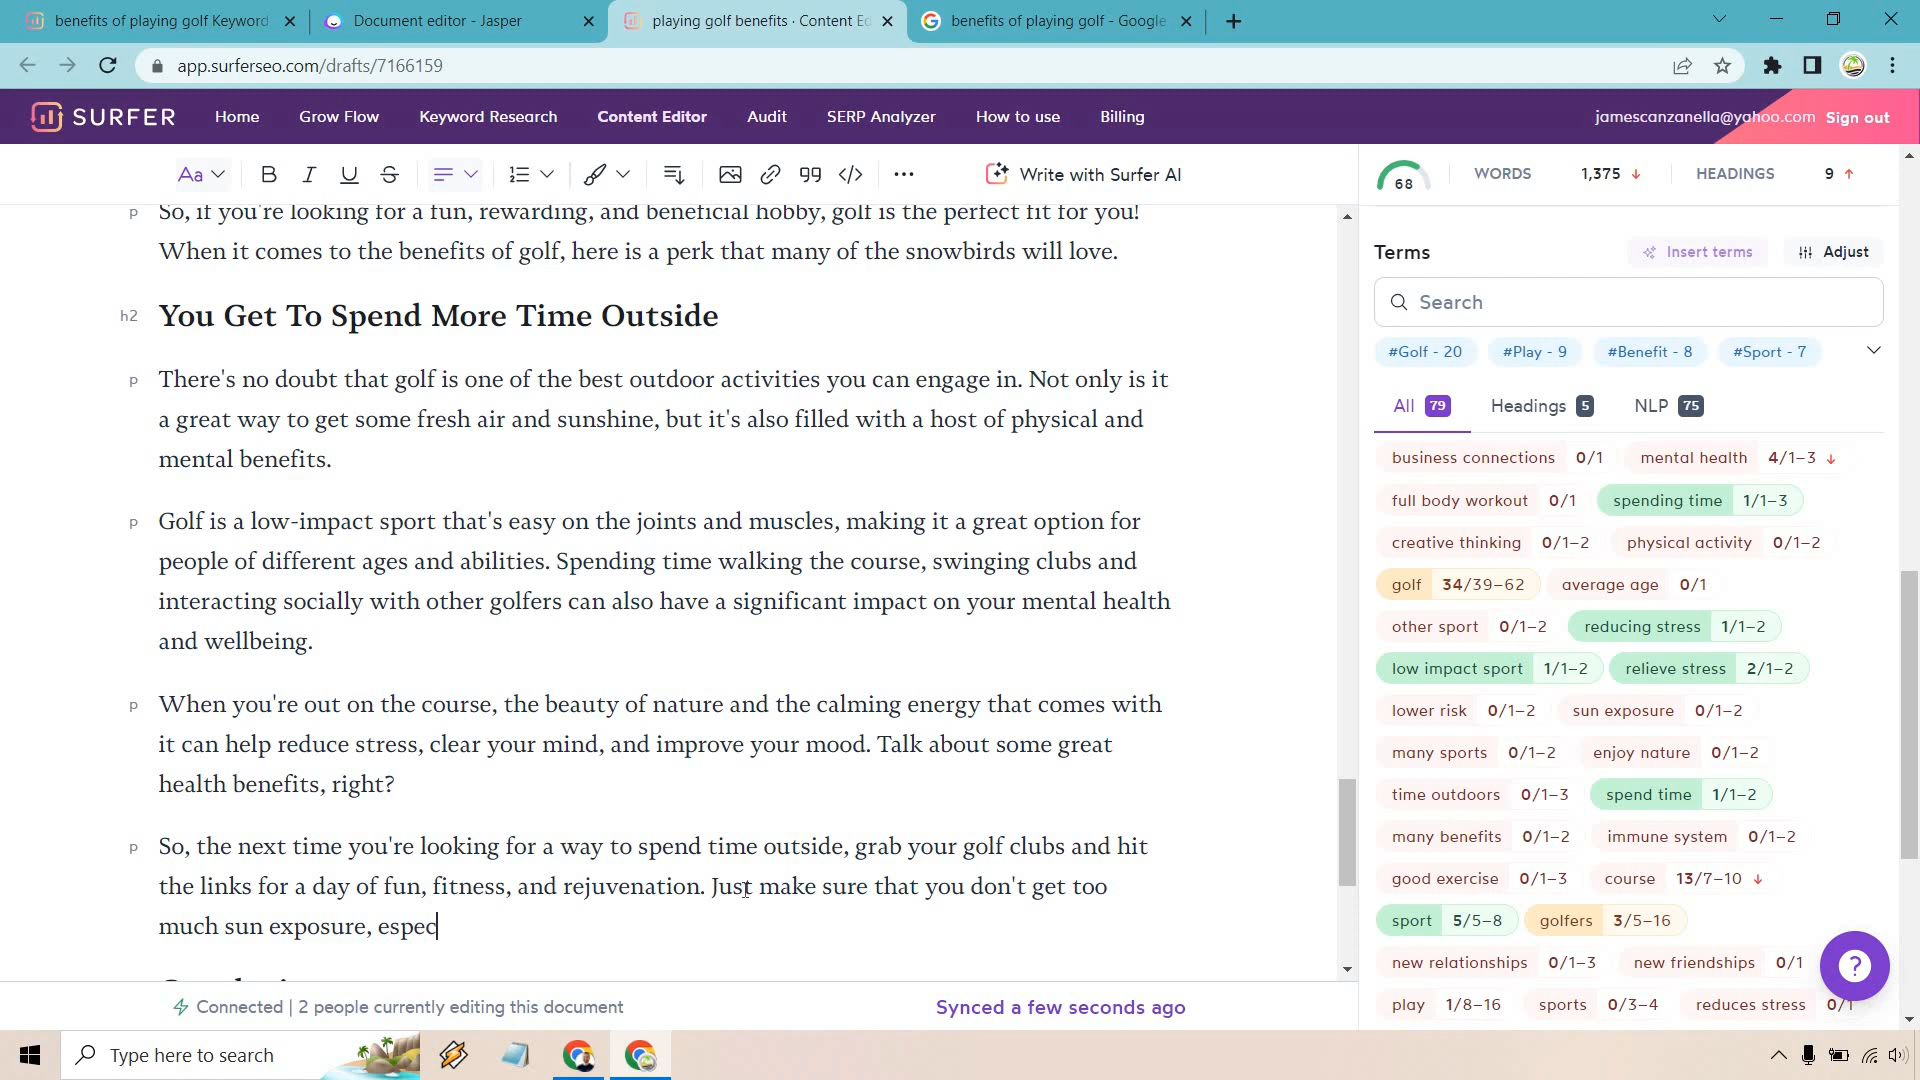 benefits of playing golf Keyword
Document editor - Jasper
playing golf benefits · Content Ed
benefits of playing golf - Google
app.surferseo.com/drafts/7166159
SURFER
Home
Grow Flow
Keyword Research
Content Editor
Audit
SERP Analyzer
How to use
Billing
jamescanzanella@yahoo.com
Sign out
Aa
Write with Surfer AI
68
WORDS 1,375
HEADINGS 9
p So, if you're looking for a fun, rewarding, and beneficial hobby, golf is the perfect fit for you!
When it comes to the benefits of golf, here is a perk that many of the snowbirds will love.
h2 You Get To Spend More Time Outside
p There's no doubt that golf is one of the best outdoor activities you can engage in. Not only is it
a great way to get some fresh air and sunshine, but it's also filled with a host of physical and
mental benefits.
p Golf is a low-impact sport that's easy on the joints and muscles, making it a great option for
people of different ages and abilities. Spending time walking the course, swinging clubs and
interacting socially with other golfers can also have a significant impact on your mental health
and wellbeing.
p When you're out on the course, the beauty of nature and the calming energy that comes with
it can help reduce stress, clear your mind, and improve your mood. Talk about some great
health benefits, right?
p So, the next time you're looking for a way to spend time outside, grab your golf clubs and hit
the links for a day of fun, fitness, and rejuvenation. Just make sure that you don't get too
much sun exposure, espec
Connected | 2 people currently editing this document
Synced a few seconds ago
Terms
Insert terms
Adjust
Search
#Golf - 20
#Play - 9
#Benefit - 8
#Sport - 7
All 79
Headings 5
NLP 75
business connections 0/1
mental health 4/1–3
full body workout 0/1
spending time 1/1–3
creative thinking 0/1–2
physical activity 0/1–2
golf 34/39–62
average age 0/1
other sport 0/1–2
reducing stress 1/1–2
low impact sport 1/1–2
relieve stress 2/1–2
lower risk 0/1–2
sun exposure 0/1–2
many sports 0/1–2
enjoy nature 0/1–2
time outdoors 0/1–3
spend time 1/1–2
many benefits 0/1–2
immune system 0/1–2
good exercise 0/1–3
course 13/7–10
sport 5/5–8
golfers 3/5–16
new relationships 0/1–3
new friendships 0/1
play 1/8–16
sports 0/3–4
reduces stress 0/1
?
Type here to search